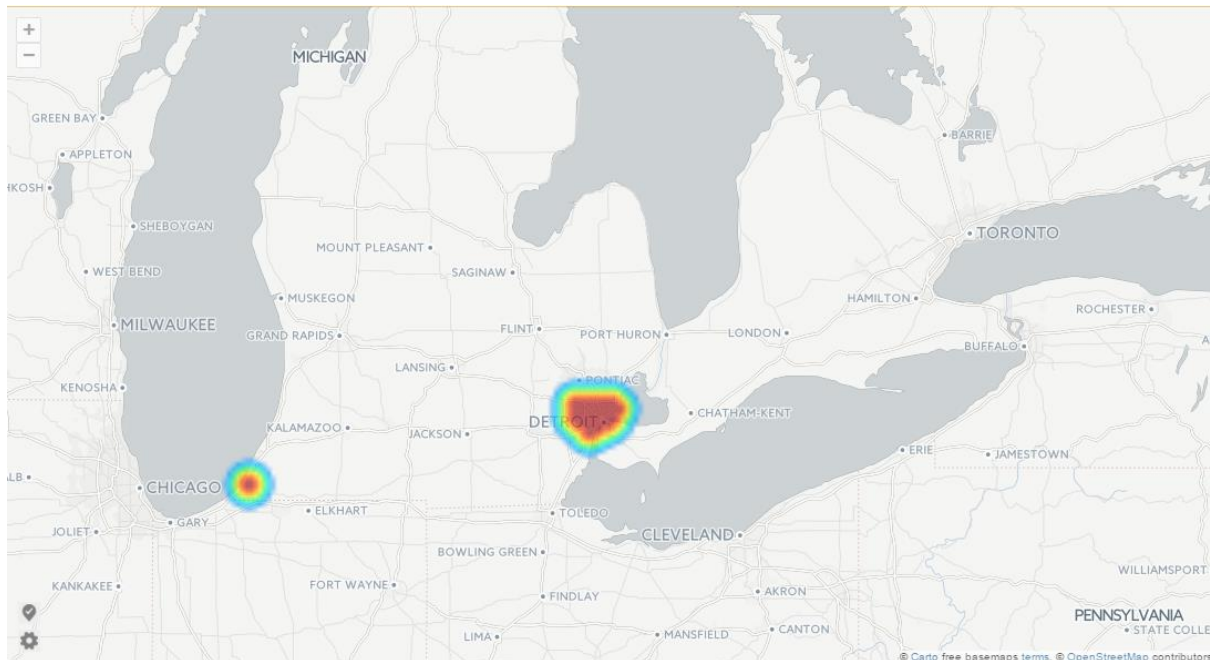 +
−
MICHIGAN
GREEN BAY
BARRIE
APPLETON
HKOSH
SHEBOYGAN
TORONTO
MOUNT PLEASANT
WEST BEND
SAGINAW
MUSKEGON
HAMILTON
ROCHESTER
MILWAUKEE
FLINT
PORT HURON
LONDON
GRAND RAPIDS
BUFFALO
LANSING
PONTIAC
KENOSHA
CHATHAM-KENT
DETROIT
KALAMAZOO
JACKSON
ERIE
JAMESTOWN
ALB
CHICAGO
ELKHART
TOLEDO
GARY
JOLIET
CLEVELAND
BOWLING GREEN
WILLIAMSPORT
KANKAKEE
FORT WAYNE
AKRON
FINDLAY
PENNSYLVANIA
LIMA
MANSFIELD
CANTON
STATE COLLE
© Carto free basemaps terms, © OpenStreetMap contributors